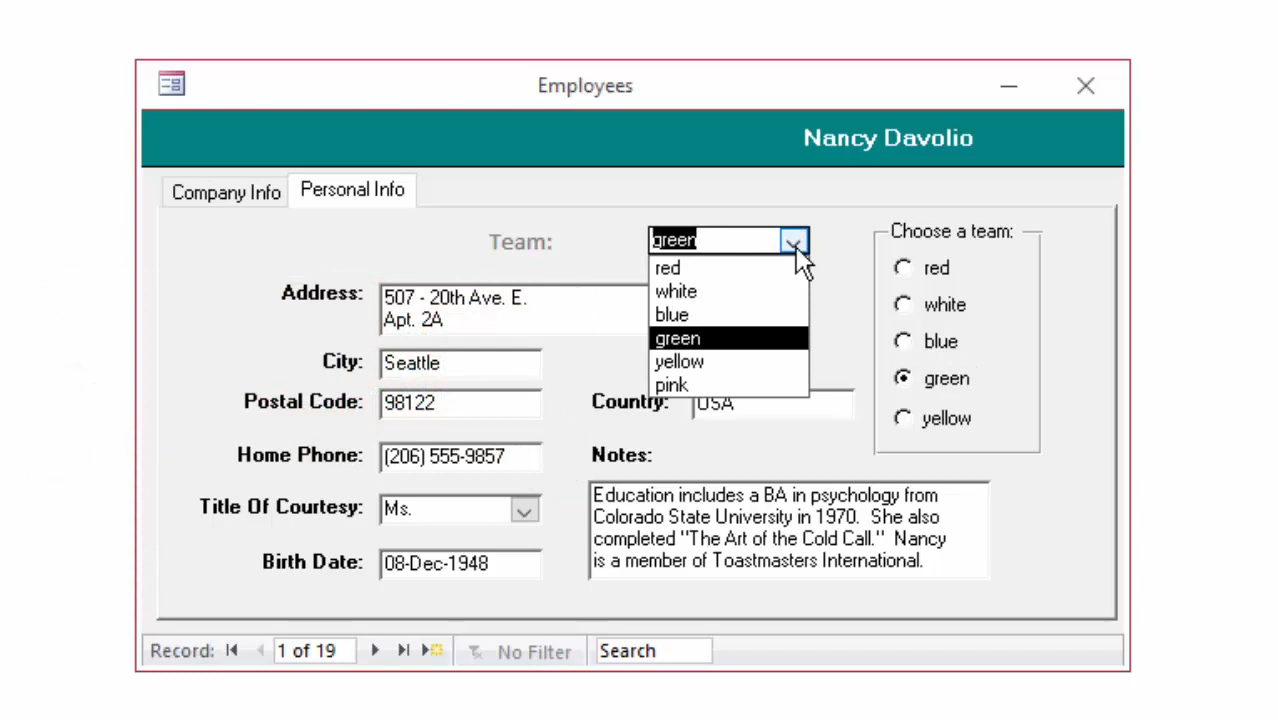 Employees
Nancy Davolio
Company Info
Personal Info
Team:
green
red
white
blue
green
yellow
pink
Choose a team:
red
white
blue
green
yellow
Address:
507 - 20th Ave. E.
Apt. 2A
City:
Seattle
Postal Code:
98122
Country:
USA
Home Phone:
(206) 555-9857
Notes:
Title Of Courtesy:
Ms.
Education includes a BA in psychology from
Colorado State University in 1970. She also
completed "The Art of the Cold Call." Nancy
is a member of Toastmasters International.
Birth Date:
08-Dec-1948
Record:
1 of 19
No Filter
Search